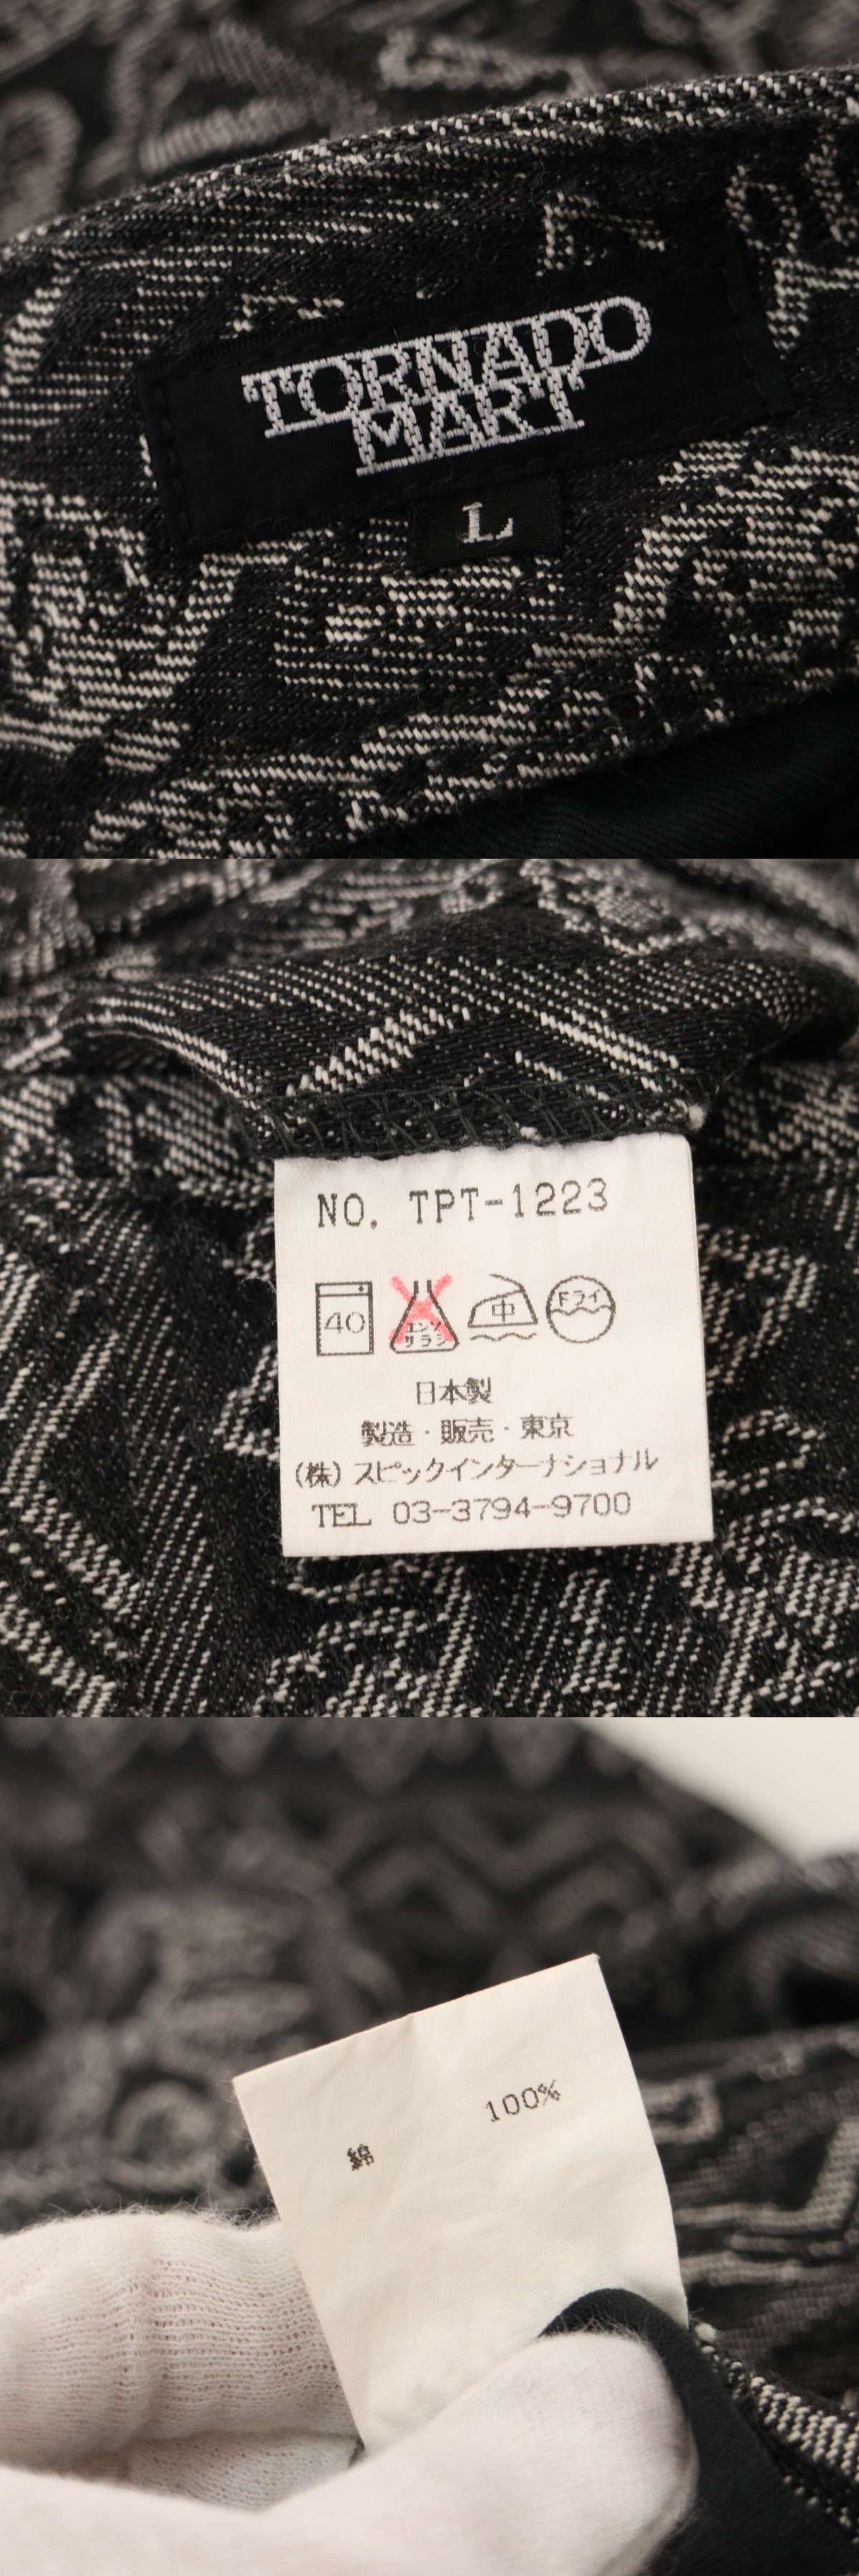 TORNADO
MART
L
NO. TPT-1223
40
エンソ
サラシ
中
ドライ
日本製
製造・販売・東京
(株)スピックインターナショナル
TEL 03-3794-9700
綿 100%